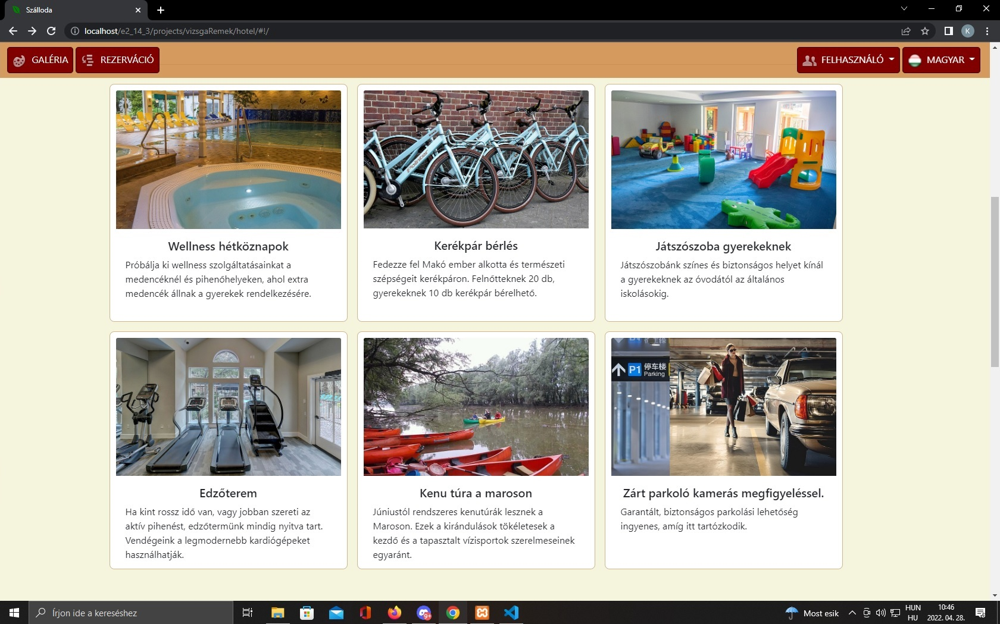 Szálloda
localhost/e2_14_3/projects/vizsgaRemek/hotel/#!/
K
GALÉRIA
REZERVÁCIÓ
FELHASZNÁLÓ
MAGYAR
Wellness hétköznapok
Próbálja ki wellness szolgáltatásainkat a
medencéknél és pihenőhelyeken, ahol extra
medencék állnak a gyerekek rendelkezésére.
Kerékpár bérlés
Fedezze fel Makó ember alkotta és természeti
szépségeit kerékpáron. Felnőtteknek 20 db,
gyerekeknek 10 db kerékpár bérelhető.
Játszószoba gyerekeknek
Játszószobánk színes és biztonságos helyet kínál
a gyerekeknek az óvodától az általános
iskolásokig.
P1 停车楼
Parking
Edzőterem
Ha kint rossz idő van, vagy jobban szereti az
aktív pihenést, edzőtermünk mindig nyitva tart.
Vendégeink a legmodernebb kardiógépeket
használhatják.
Kenu túra a maroson
Júniustól rendszeres kenutúrák lesznek a
Maroson. Ezek a kirándulások tökéletesek a
kezdő és a tapasztalt vízisportok szerelmeseinek
egyaránt.
Zárt parkoló kamerás megfigyeléssel.
Garantált, biztonságos parkolási lehetőség
ingyenes, amíg itt tartózkodik.
Írjon ide a kereséshez
9+
Most esik
HUN
HU
10:46
2022. 04. 28.